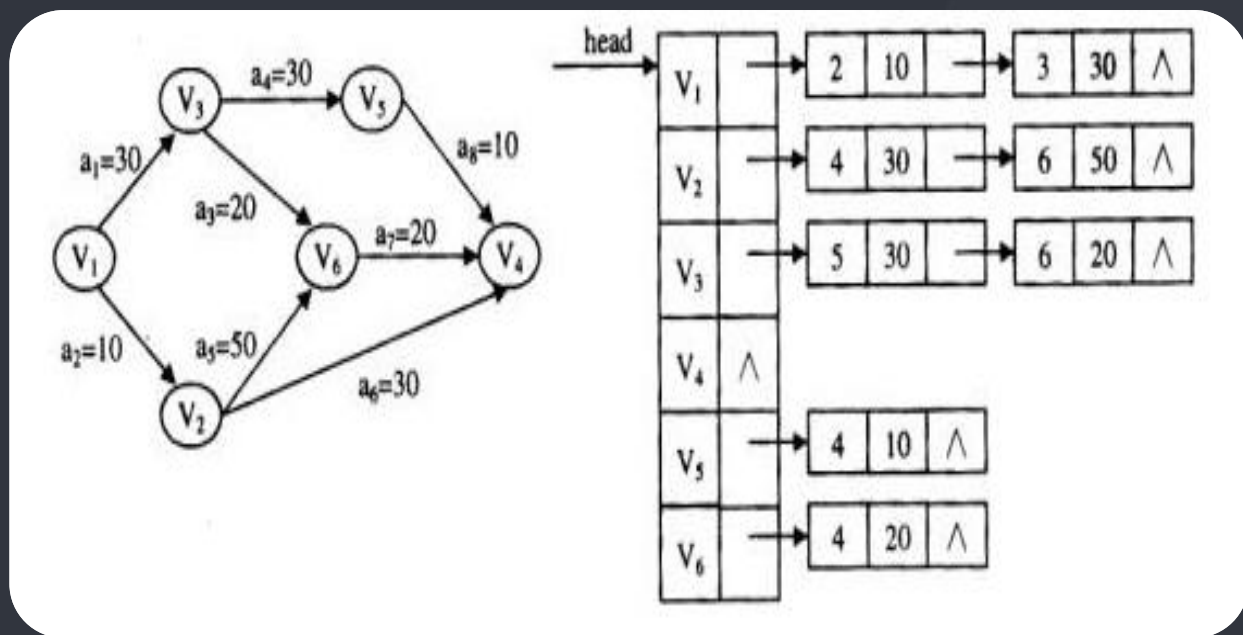 V₃
a₄=30
V₅
a₁=30
a₈=10
a₃=20
V₁
V₆
a₇=20
V₄
a₂=10
a₅=50
a₆=30
V₂
head
V₁ 2 10 3 30 ∧
V₂ 4 30 6 50 ∧
V₃ 5 30 6 20 ∧
V₄ ∧
V₅ 4 10 ∧
V₆ 4 20 ∧